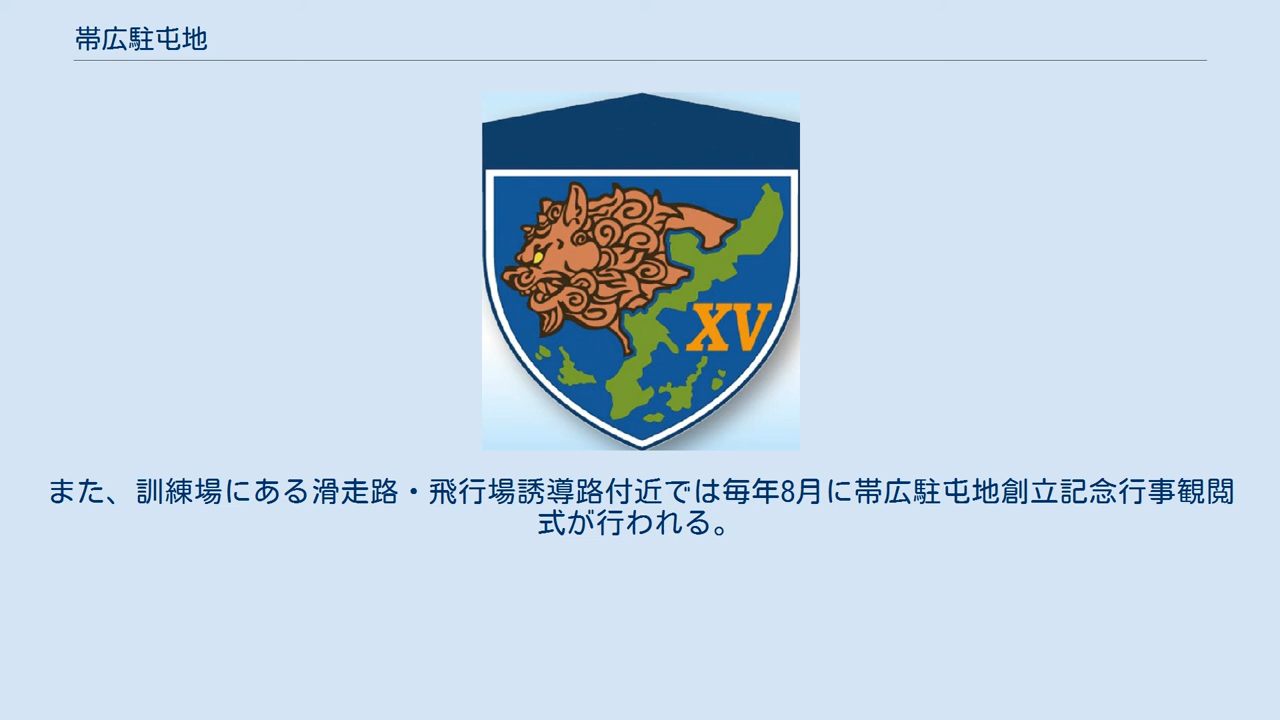 帯広駐屯地
XV
また、訓練場にある滑走路・飛行場誘導路付近では毎年8月に帯広駐屯地創立記念行事観閲
式が行われる。